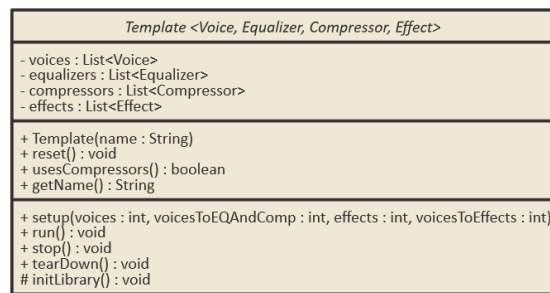 Template <Voice, Equalizer, Compressor, Effect>
- voices : List<Voice>
- equalizers : List<Equalizer>
- compressors : List<Compressor>
- effects : List<Effect>
+ Template(name : String)
+ reset() : void
+ usesCompressors() : boolean
+ getName() : String
+ setup(voices : int, voicesToEQAndComp : int, effects : int, voicesToEffects : int)
+ run() : void
+ stop() : void
+ tearDown() : void
# initLibrary() : void